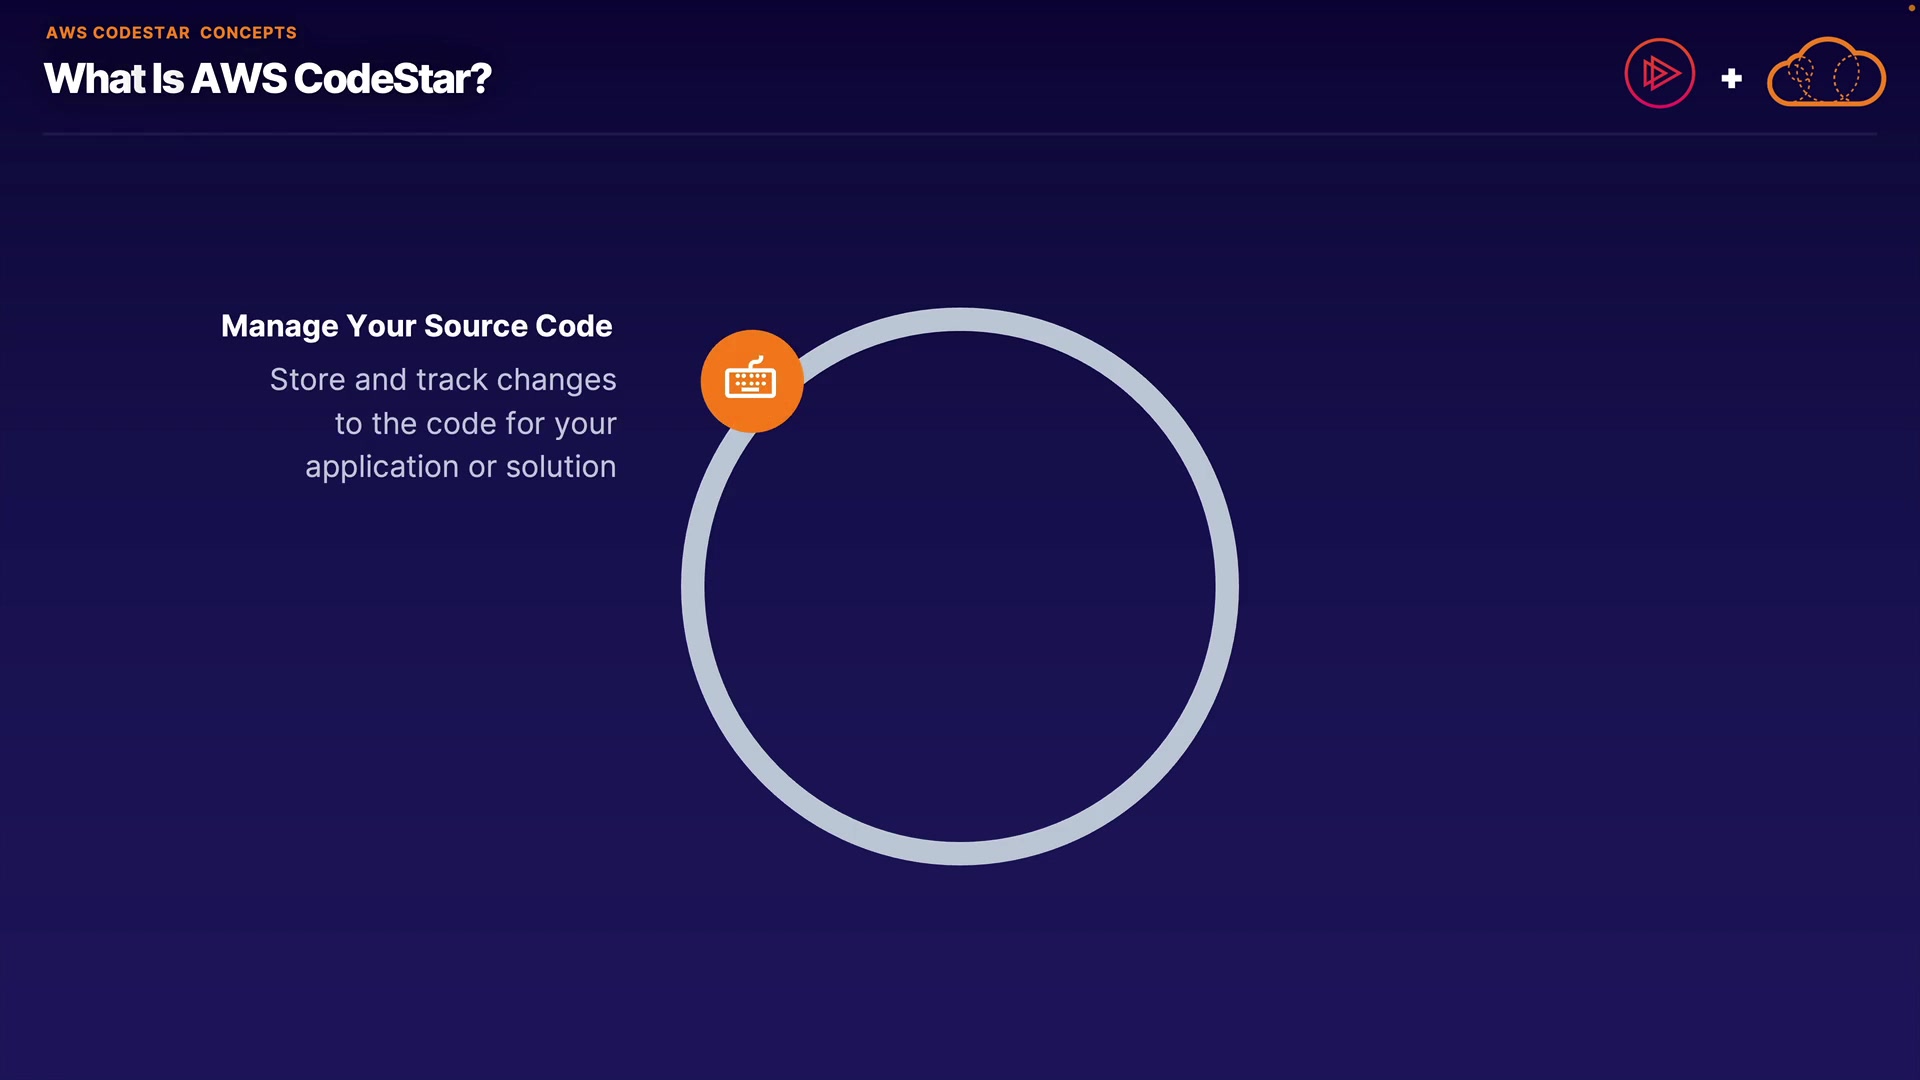 AWS CODESTAR CONCEPTS
What Is AWS CodeStar?
Manage Your Source Code
Store and track changes
to the code for your
application or solution